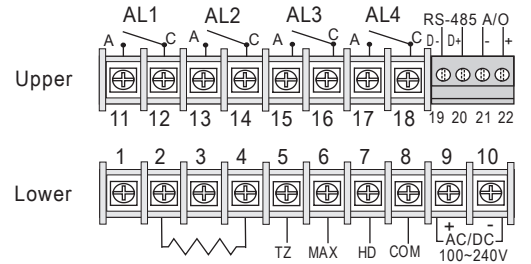 AL1 AL2 AL3 AL4 RS-485 A/O
A C A C A C A C D- D+ - +
Upper
11 12 13 14 15 16 17 18 19 20 21 22
1 2 3 4 5 6 7 8 9 10
Lower
+ -
TZ MAX HD COM AC/DC
100~240V